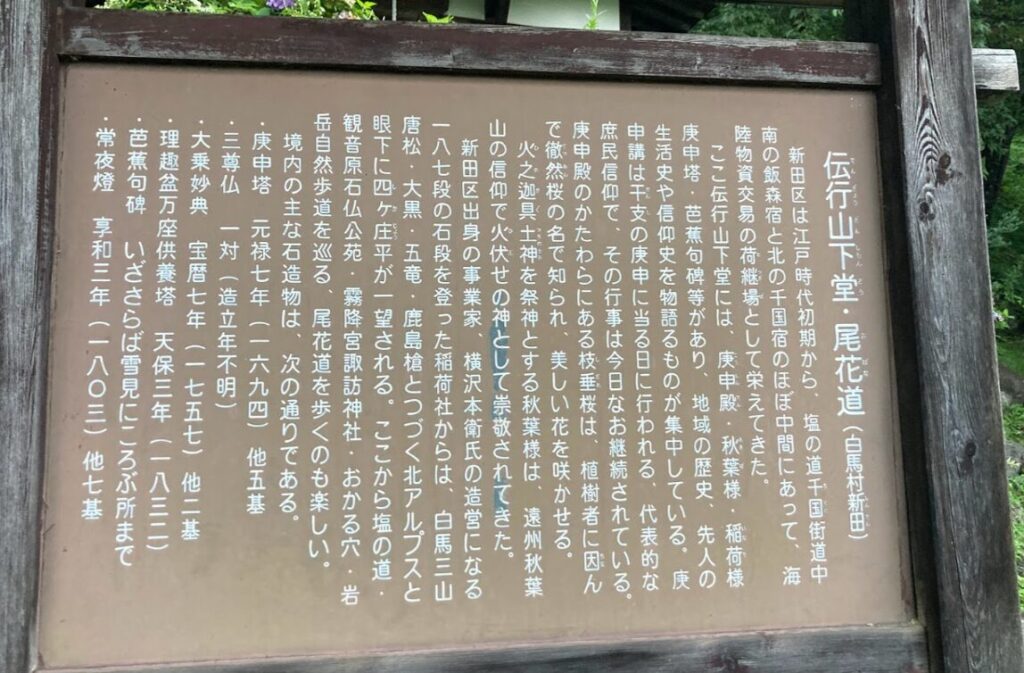 伝行山下堂・尾花道（白馬村新田）
新田区は江戸時代初期から、塩の道千国街道中
南の飯森宿と北の千国宿のほぼ中間にあって、海
陸物資交易の荷継場として栄えてきた。
ここ伝行山下堂には、庚申殿・秋葉様・稲荷様
庚申塔・芭蕉句碑等があり、地域の歴史、先人の
生活史や信仰史を物語るものが集中している。庚
申講は干支の庚申に当る日に行われる、代表的な
庶民信仰で、その行事は今日なお継続されている。
庚申殿のかたわらにある枝垂桜は、植樹者に因ん
で徹然桜の名で知られ、美しい花を咲かせる。
火之迦具土神を祭神とする秋葉様は、遠州秋葉
山の信仰で火伏せの神として崇敬されてきた。
新田区出身の事業家、横沢本衛氏の造営になる
一八七段の石段を登った稲荷社からは、白馬三山
唐松・大黒・五竜・鹿島槍とつづく北アルプスと
眼下に四ヶ庄平が一望される。ここから塩の道・
観音原石仏公苑・霧降宮諏訪神社・おかる穴・岩
岳自然歩道を巡る、尾花道を歩くのも楽しい。
境内の主な石造物は、次の通りである。
・庚申塔　元禄七年（一六九四）他五基
・三尊仏　一対（造立年不明）
・大乗妙典　宝暦七年（一七五七）他二基
・理趣盆万座供養塔　天保三年（一八三二）
・芭蕉句碑　いざさらば雪見にころぶ所まで
・常夜燈　享和三年（一八〇三）他七基